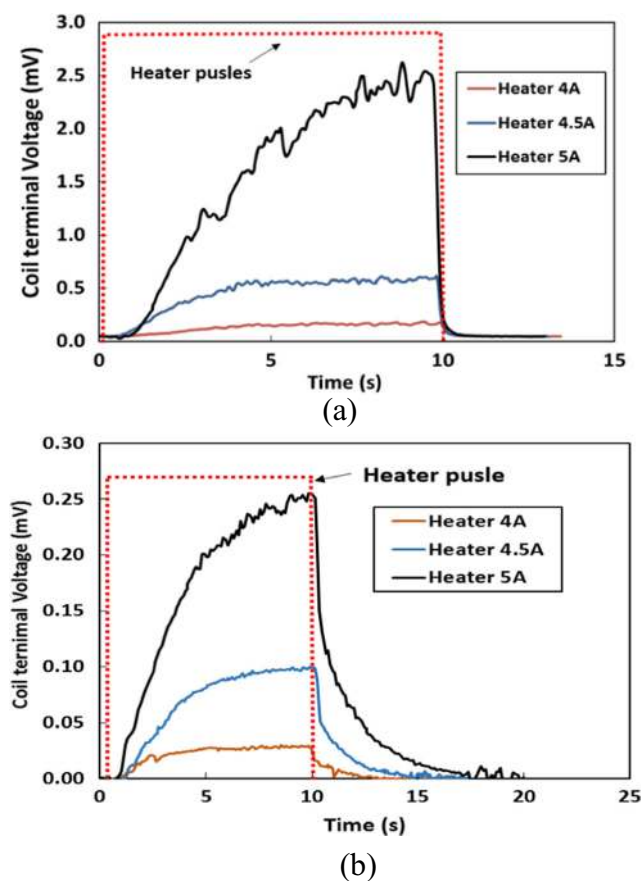 3.0
2.5
2.0
1.5
1.0
0.5
0.0
0
5
10
15
Coil terminal Voltage (mV)
Time (s)
Heater pusles
Heater 4A
Heater 4.5A
Heater 5A
(a)
0.30
0.25
0.20
0.15
0.10
0.05
0.00
0
5
10
15
20
25
Coil ternimal Voltage (mV)
Time (s)
Heater pusle
Heater 4A
Heater 4.5A
Heater 5A
(b)